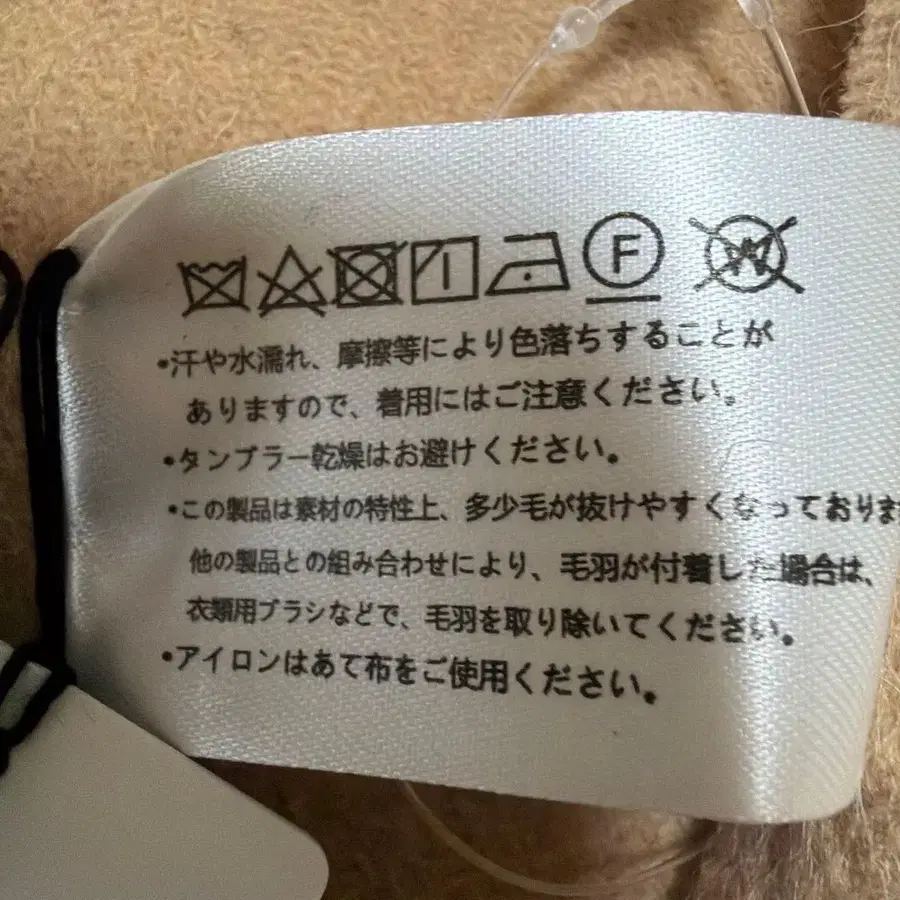 F W
•汗や水濡れ、摩擦等により色落ちすることが
ありますので、着用にはご注意ください。
•タンブラー乾燥はお避けください。
•この製品は素材の特性上、多少毛が抜けやすくなっております
他の製品との組み合わせにより、毛羽が付着した場合は、
衣類用ブラシなどで、毛羽を取り除いてください。
•アイロンはあて布をご使用ください。